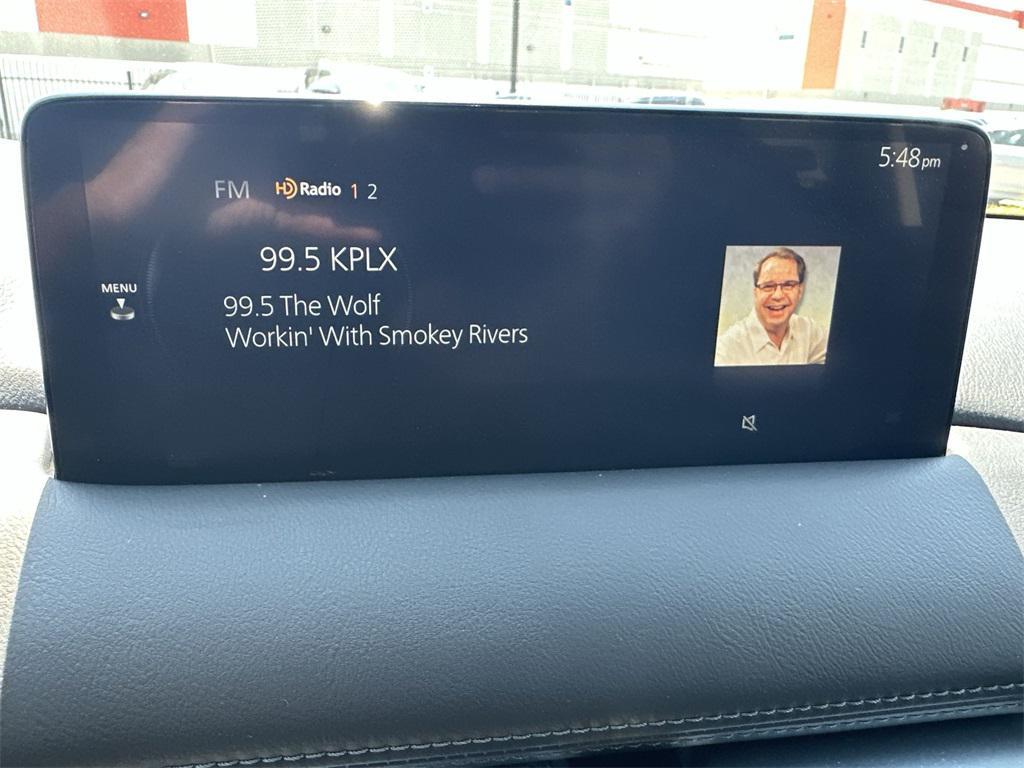 5:48pm
FM HD Radio 1 2
99.5 KPLX
MENU
99.5 The Wolf
Workin' With Smokey Rivers